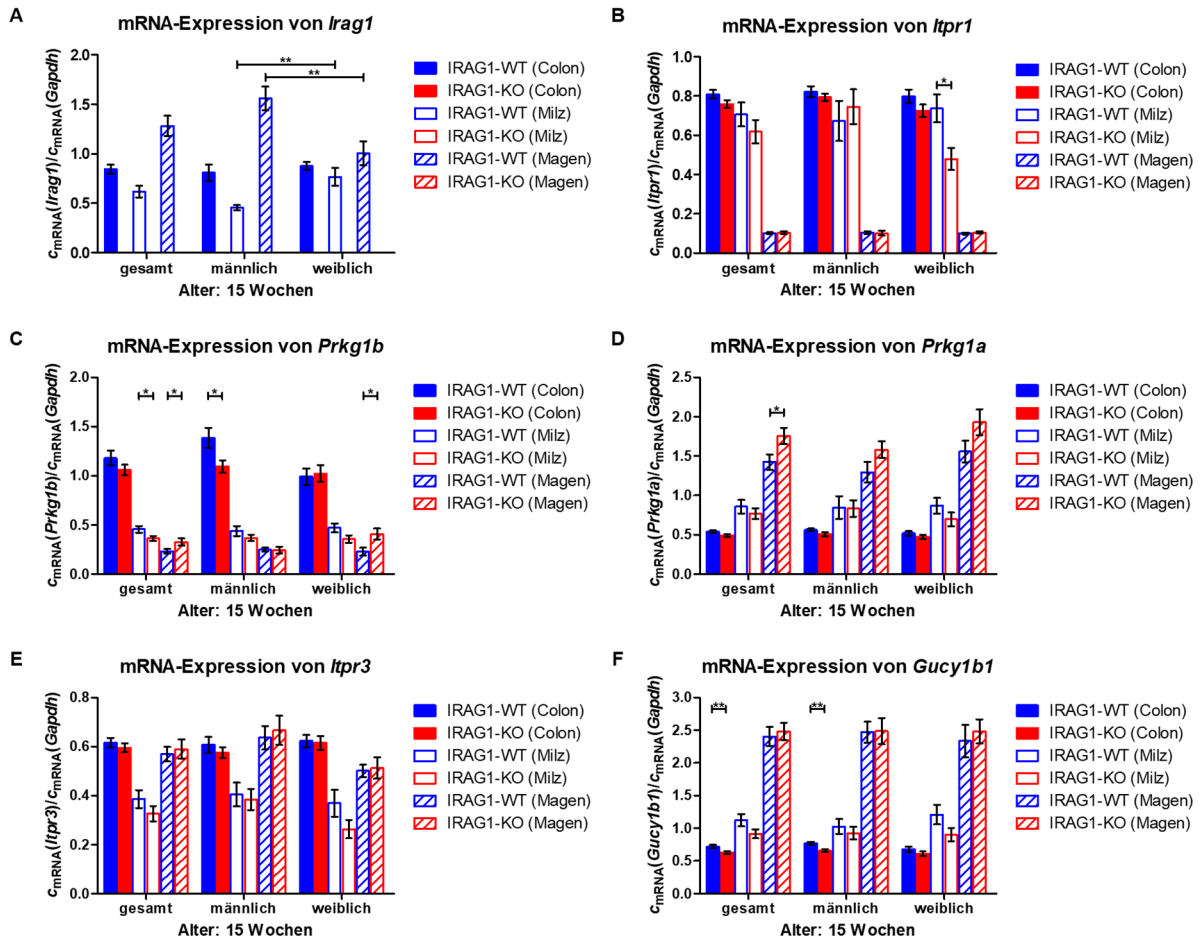 A
mRNA-Expression von Irag1
cmRNA(Irag1)/cmRNA(Gapdh)
2.0
1.5
1.0
0.5
0.0
**
**
gesamt männlich weiblich
Alter: 15 Wochen
IRAG1-WT (Colon)
IRAG1-KO (Colon)
IRAG1-WT (Milz)
IRAG1-KO (Milz)
IRAG1-WT (Magen)
IRAG1-KO (Magen)
B
mRNA-Expression von Itpr1
cmRNA(Itpr1)/cmRNA(Gapdh)
1.0
0.8
0.6
0.4
0.2
0.0
*
gesamt männlich weiblich
Alter: 15 Wochen
IRAG1-WT (Colon)
IRAG1-KO (Colon)
IRAG1-WT (Milz)
IRAG1-KO (Milz)
IRAG1-WT (Magen)
IRAG1-KO (Magen)
C
mRNA-Expression von Prkg1b
cmRNA(Prkg1b)/cmRNA(Gapdh)
2.0
1.5
1.0
0.5
0.0
* * * *
gesamt männlich weiblich
Alter: 15 Wochen
IRAG1-WT (Colon)
IRAG1-KO (Colon)
IRAG1-WT (Milz)
IRAG1-KO (Milz)
IRAG1-WT (Magen)
IRAG1-KO (Magen)
D
mRNA-Expression von Prkg1a
cmRNA(Prkg1a)/cmRNA(Gapdh)
2.5
2.0
1.5
1.0
0.5
0.0
*
gesamt männlich weiblich
Alter: 15 Wochen
IRAG1-WT (Colon)
IRAG1-KO (Colon)
IRAG1-WT (Milz)
IRAG1-KO (Milz)
IRAG1-WT (Magen)
IRAG1-KO (Magen)
E
mRNA-Expression von Itpr3
cmRNA(Itpr3)/cmRNA(Gapdh)
0.8
0.6
0.4
0.2
0.0
gesamt männlich weiblich
Alter: 15 Wochen
IRAG1-WT (Colon)
IRAG1-KO (Colon)
IRAG1-WT (Milz)
IRAG1-KO (Milz)
IRAG1-WT (Magen)
IRAG1-KO (Magen)
F
mRNA-Expression von Gucy1b1
cmRNA(Gucy1b1)/cmRNA(Gapdh)
3.0
2.5
2.0
1.5
1.0
0.5
0.0
** **
gesamt männlich weiblich
Alter: 15 Wochen
IRAG1-WT (Colon)
IRAG1-KO (Colon)
IRAG1-WT (Milz)
IRAG1-KO (Milz)
IRAG1-WT (Magen)
IRAG1-KO (Magen)